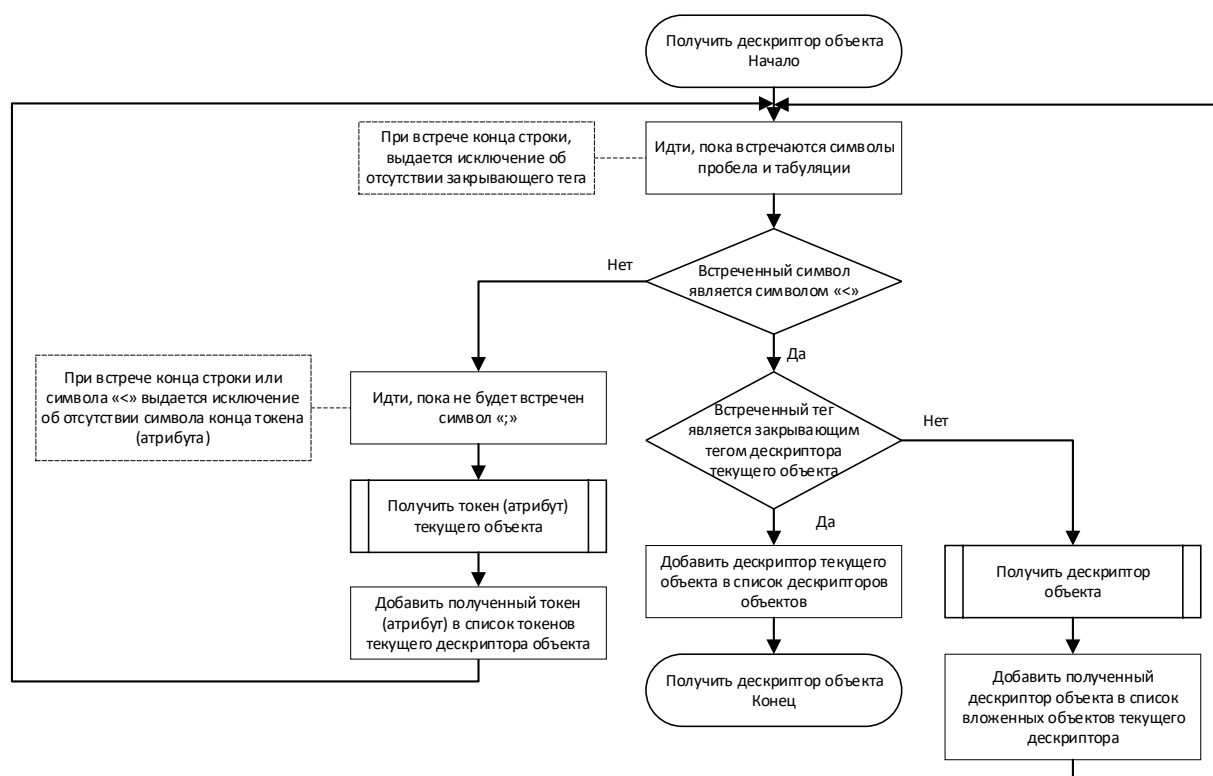 Получить дескриптор объекта
Начало
При встрече конца строки,
выдается исключение об
отсутствии закрывающего тега
Идти, пока встречаются символы
пробела и табуляции
Нет
Встреченный символ
является символом «<»
Да
При встрече конца строки или
символа «<» выдается исключение
об отсутствии символа конца токена
(атрибута)
Идти, пока не будет встречен
символ «;»
Встреченный тег
является закрывающим
тегом дескриптора
текущего объекта
Нет
Получить токен (атрибут)
текущего объекта
Да
Добавить полученный токен
(атрибут) в список токенов
текущего дескриптора объекта
Добавить дескриптор текущего
объекта в список дескрипторов
объектов
Получить дескриптор
объекта
Получить дескриптор объекта
Конец
Добавить полученный
дескриптор объекта в список
вложенных объектов текущего
дескриптора